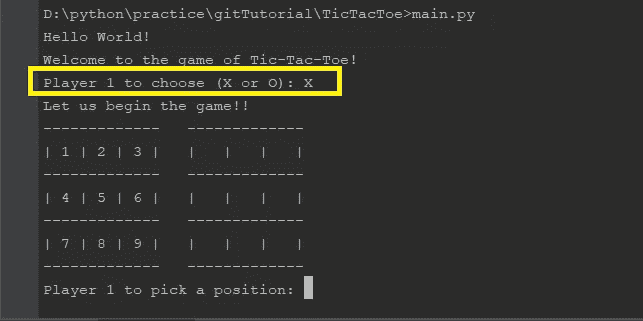 D:\python\practice\gitTutorial\TicTacToe>main.py
Hello World!
Welcome to the game of Tic-Tac-Toe!
Player 1 to choose (X or O): X
Let us begin the game!!
-------------   -------------
| 1 | 2 | 3 |   |   |   |   |
-------------   -------------
| 4 | 5 | 6 |   |   |   |   |
-------------   -------------
| 7 | 8 | 9 |   |   |   |   |
-------------   -------------
Player 1 to pick a position: